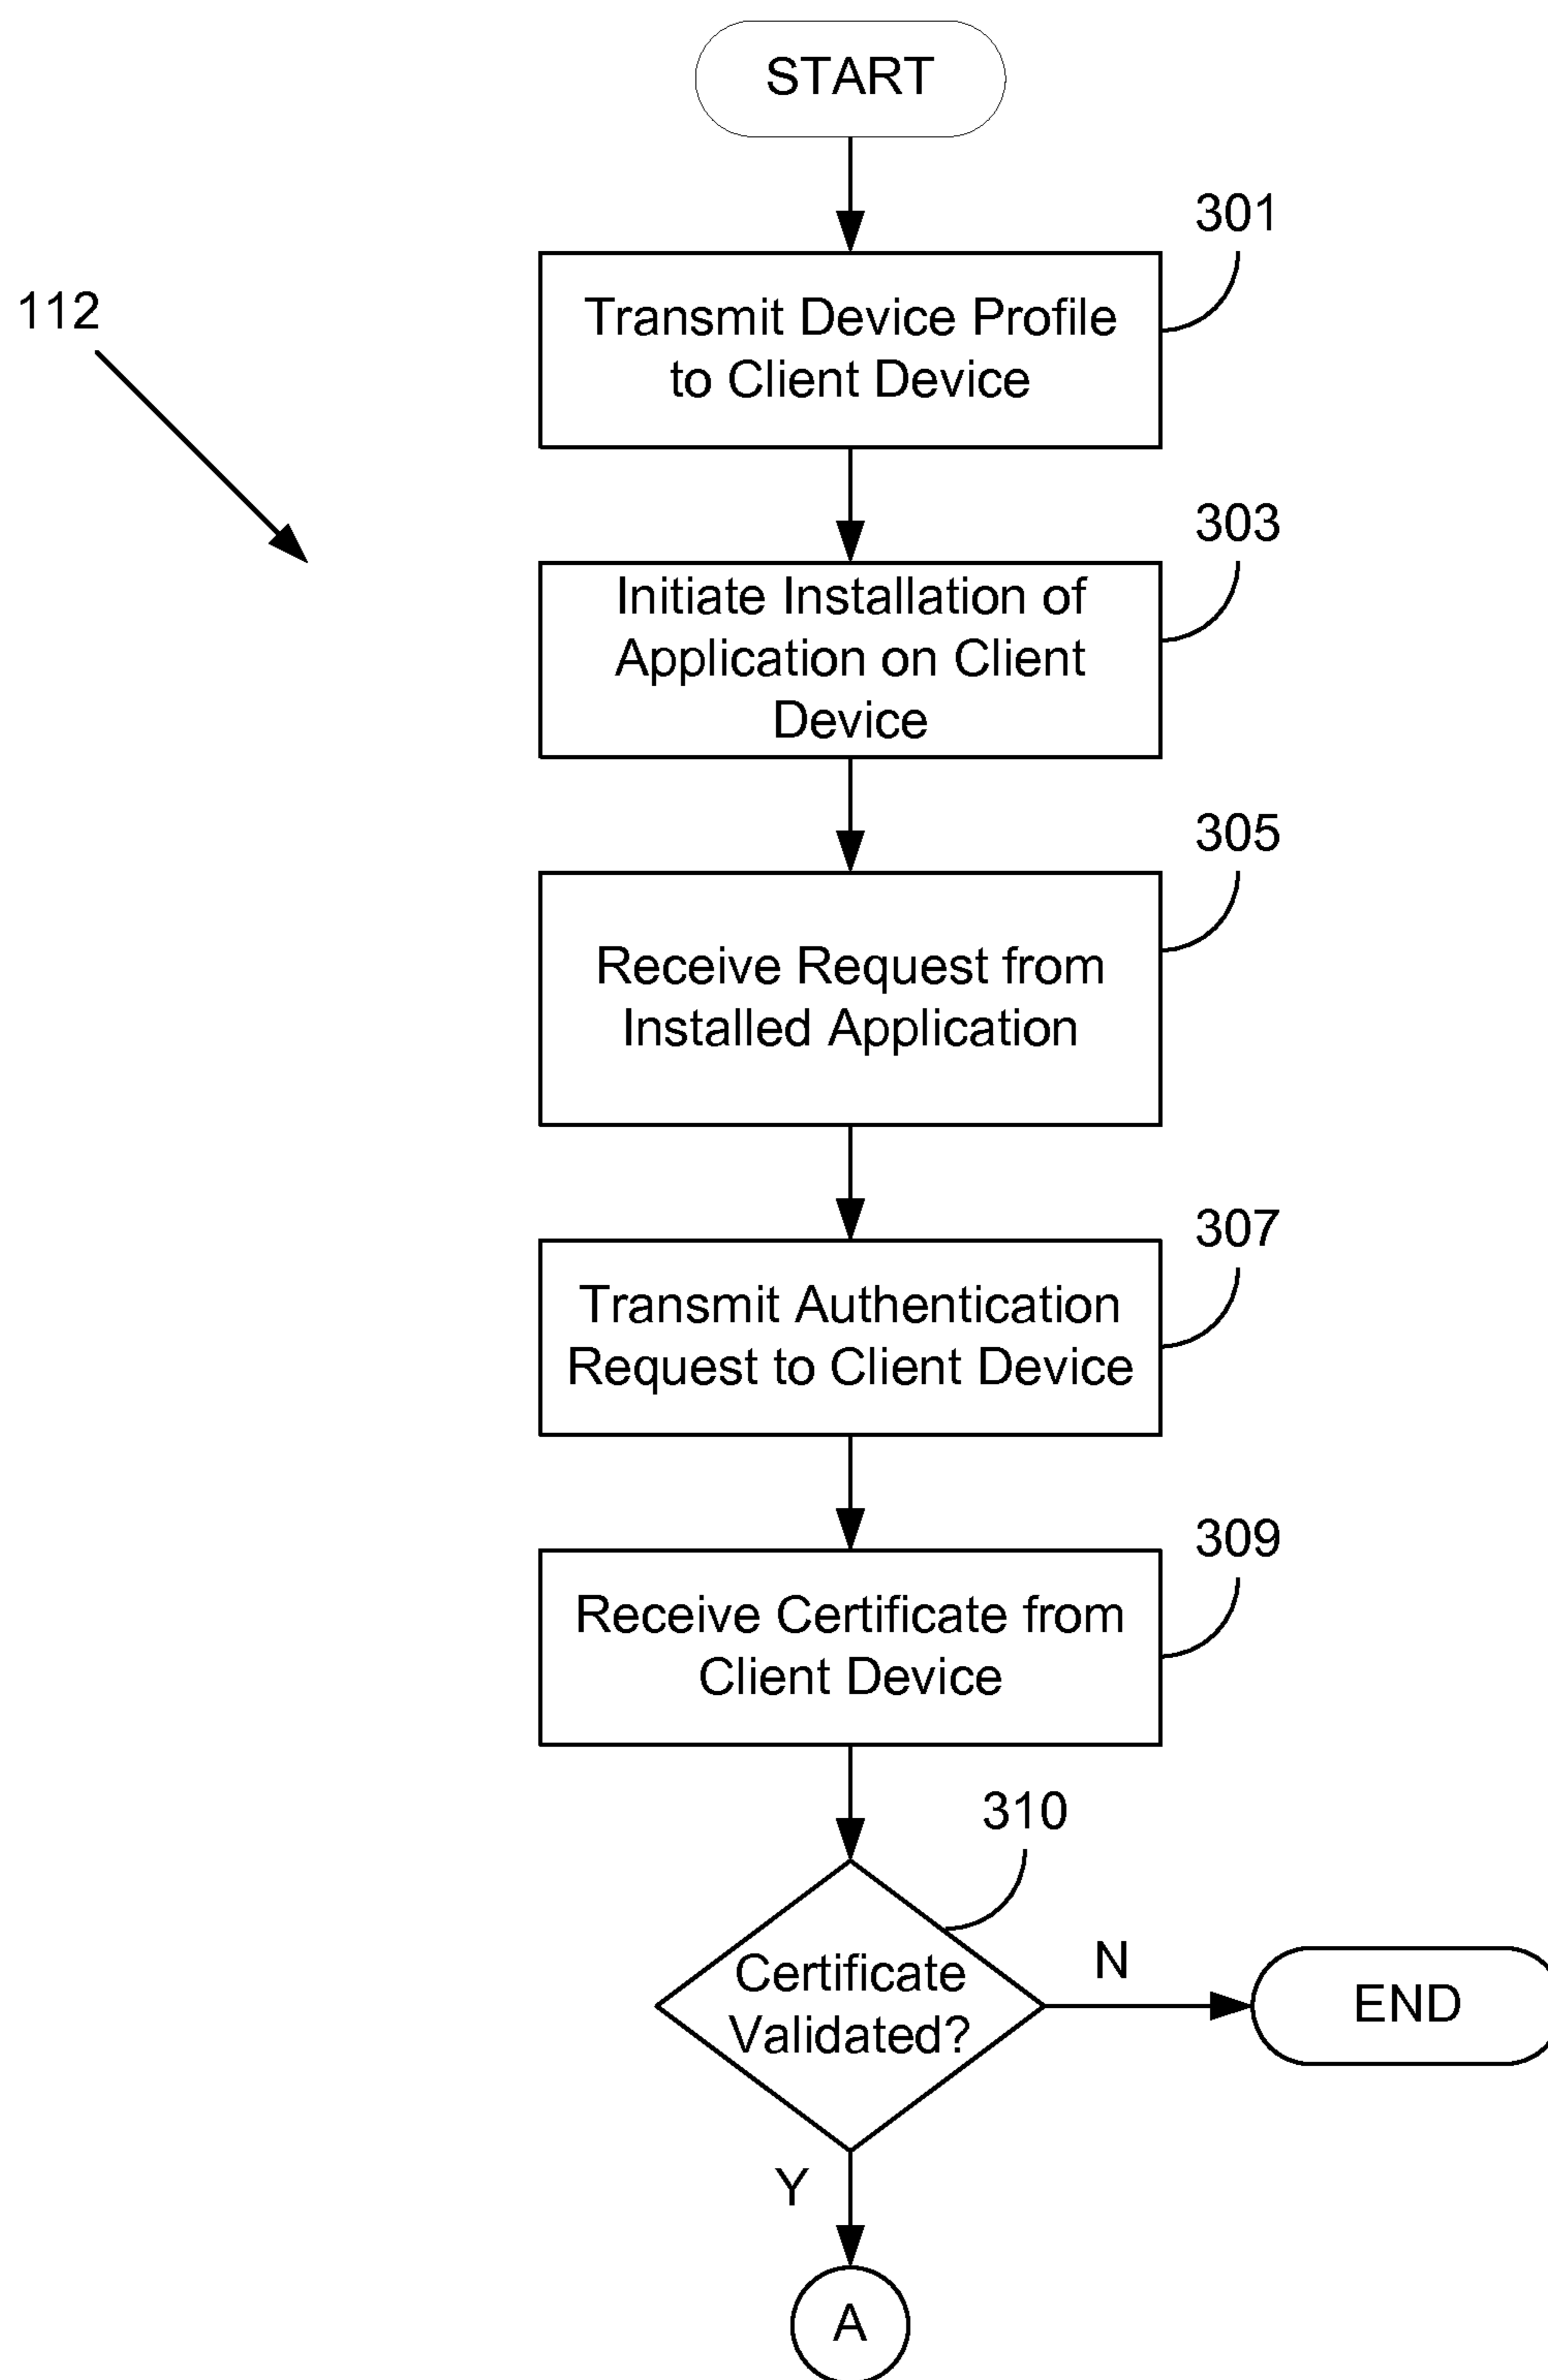 START
301
112
Transmit Device Profile
to Client Device
303
Initiate Installation of
Application on Client
Device
305
Receive Request from
Installed Application
307
Transmit Authentication
Request to Client Device
309
Receive Certificate from
Client Device
310
Certificate
Validated?
N
END
Y
A